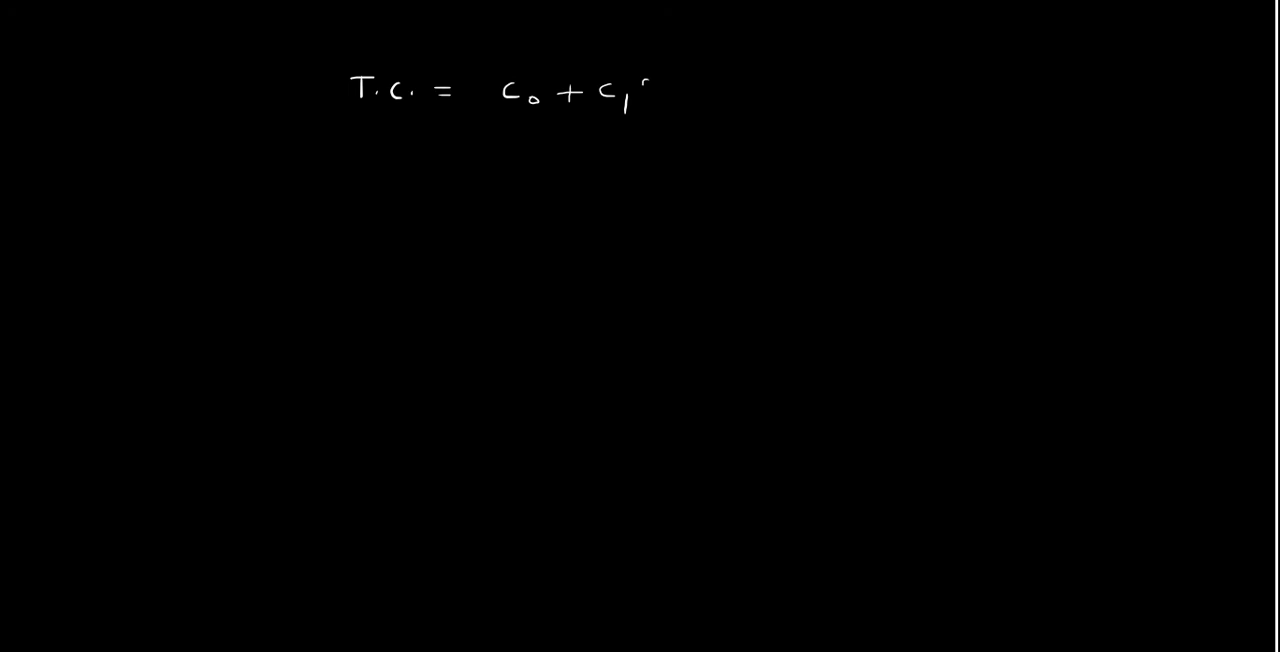 T.C. = C₀ + C₁